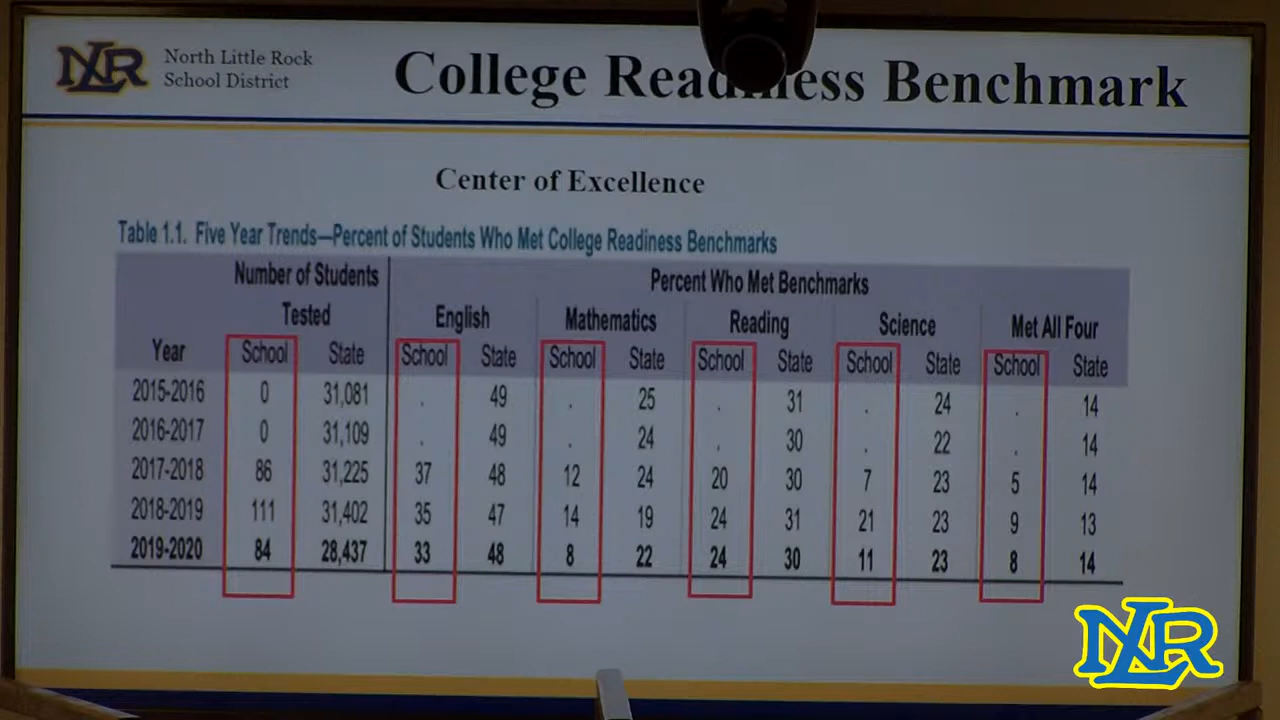 NLR North Little Rock School District
College Readiness Benchmark
Center of Excellence
Table 1.1. Five Year Trends—Percent of Students Who Met College Readiness Benchmarks
Number of Students Tested Percent Who Met Benchmarks
English Mathematics Reading Science Met All Four
Year School State School State School State School State School State School State
2015-2016 0 31,081 . 49 . 25 . 31 . 24 . 14
2016-2017 0 31,109 . 49 . 24 . 30 . 22 . 14
2017-2018 86 31,225 37 48 12 24 20 30 7 23 5 14
2018-2019 111 31,402 35 47 14 19 24 31 21 23 9 13
2019-2020 84 28,437 33 48 8 22 24 30 11 23 8 14
NLR